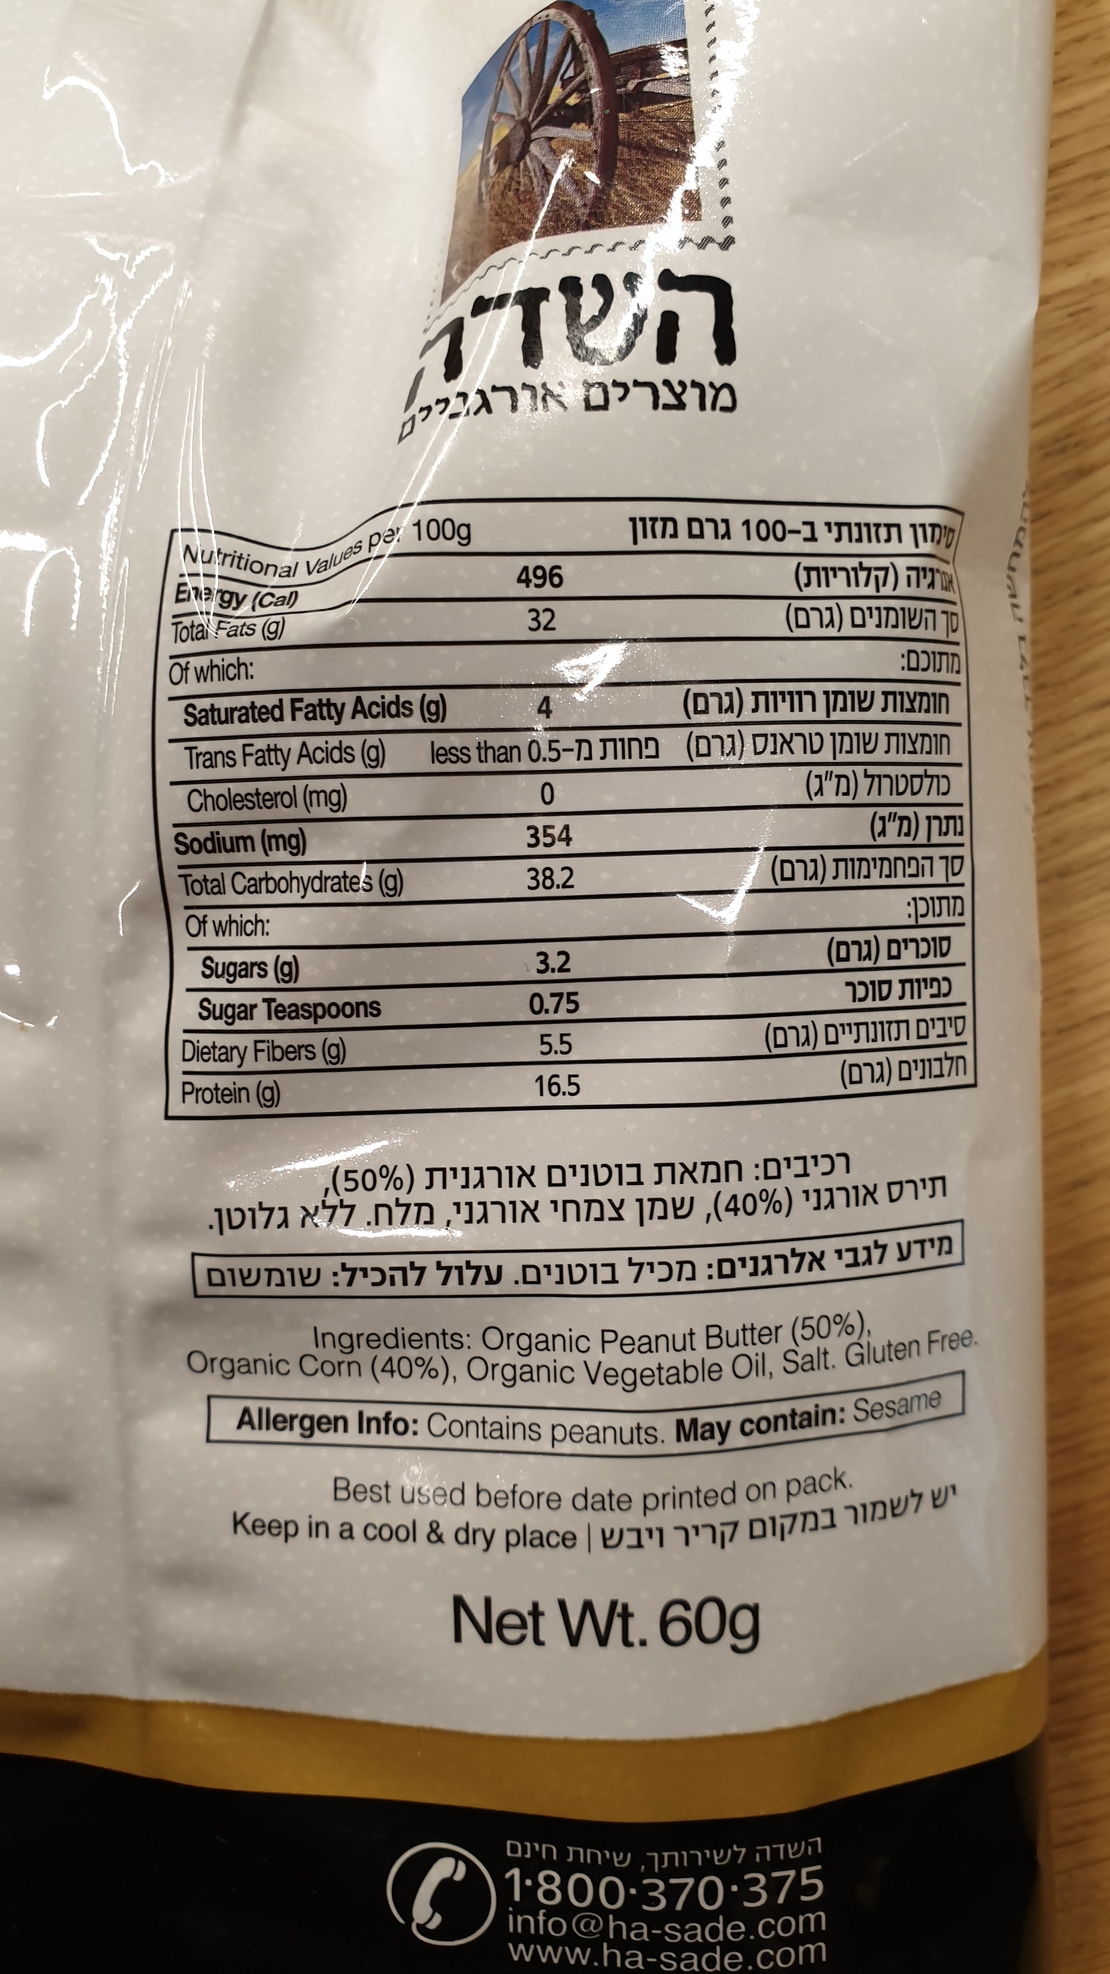 השדה
מוצרים אורגניים
Nutritional Values per 100g סימון תזונתי ב-100 גרם מזון
Energy (Cal) 496 אנרגיה (קלוריות)
Total Fats (g) 32 סך השומנים (גרם)
Of which: מתוכם:
Saturated Fatty Acids (g) 4 חומצות שומן רוויות (גרם)
Trans Fatty Acids (g) less than 0.5-פחות מ חומצות שומן טראנס (גרם)
Cholesterol (mg) 0 כולסטרול (מ"ג)
Sodium (mg) 354 נתרן (מ"ג)
Total Carbohydrates (g) 38.2 סך הפחמימות (גרם)
Of which: מתוכן:
Sugars (g) 3.2 סוכרים (גרם)
Sugar Teaspoons 0.75 כפיות סוכר
Dietary Fibers (g) 5.5 סיבים תזונתיים (גרם)
Protein (g) 16.5 חלבונים (גרם)
רכיבים: חמאת בוטנים אורגנית (50%),
תירס אורגני (40%), שמן צמחי אורגני, מלח. ללא גלוטן.
מידע לגבי אלרגנים: מכיל בוטנים. עלול להכיל: שומשום
Ingredients: Organic Peanut Butter (50%),
Organic Corn (40%), Organic Vegetable Oil, Salt. Gluten Free.
Allergen Info: Contains peanuts. May contain: Sesame
Best used before date printed on pack.
Keep in a cool & dry place | יש לשמור במקום קריר ויבש
Net Wt. 60g
השדה לשירותך, שיחת חינם
1·800·370·375
info@ha-sade.com
www.ha-sade.com